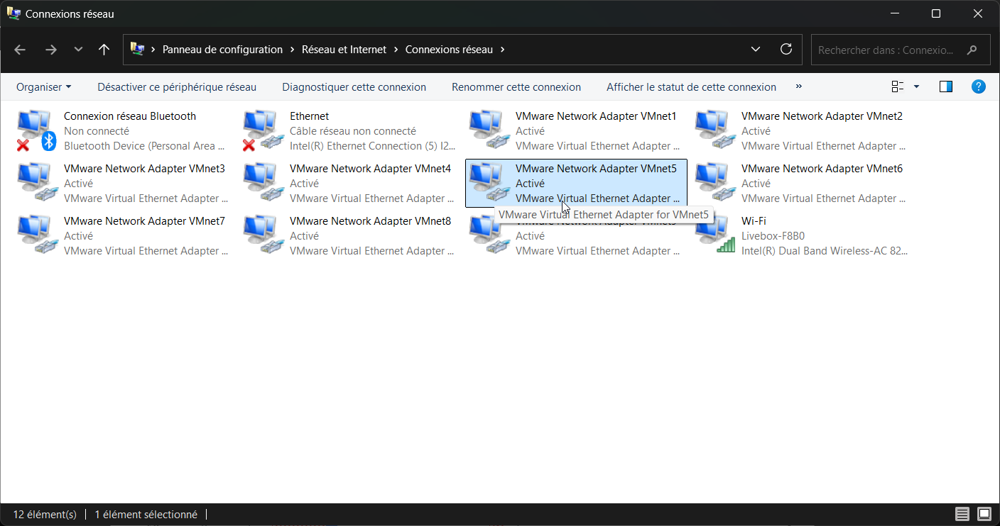 Connexions réseau
Panneau de configuration > Réseau et Internet > Connexions réseau >
Rechercher dans : Connexio...
Organiser
Désactiver ce périphérique réseau
Diagnostiquer cette connexion
Renommer cette connexion
Afficher le statut de cette connexion
»
?
Connexion réseau Bluetooth
Non connecté
Bluetooth Device (Personal Area ...
Ethernet
Câble réseau non connecté
Intel(R) Ethernet Connection (5) I2...
VMware Network Adapter VMnet1
Activé
VMware Virtual Ethernet Adapter ...
VMware Network Adapter VMnet2
Activé
VMware Virtual Ethernet Adapter ...
VMware Network Adapter VMnet3
Activé
VMware Virtual Ethernet Adapter ...
VMware Network Adapter VMnet4
Activé
VMware Virtual Ethernet Adapter ...
VMware Network Adapter VMnet5
Activé
VMware Virtual Ethernet Adapter ...
VMware Virtual Ethernet Adapter for VMnet5
VMware Network Adapter VMnet6
Activé
VMware Virtual Ethernet Adapter ...
VMware Network Adapter VMnet7
Activé
VMware Virtual Ethernet Adapter ...
VMware Network Adapter VMnet8
Activé
VMware Virtual Ethernet Adapter ...
Activé
VMware Virtual Ethernet Adapter ...
Wi-Fi
Livebox-F8B0
Intel(R) Dual Band Wireless-AC 82...
12 élément(s)
1 élément sélectionné